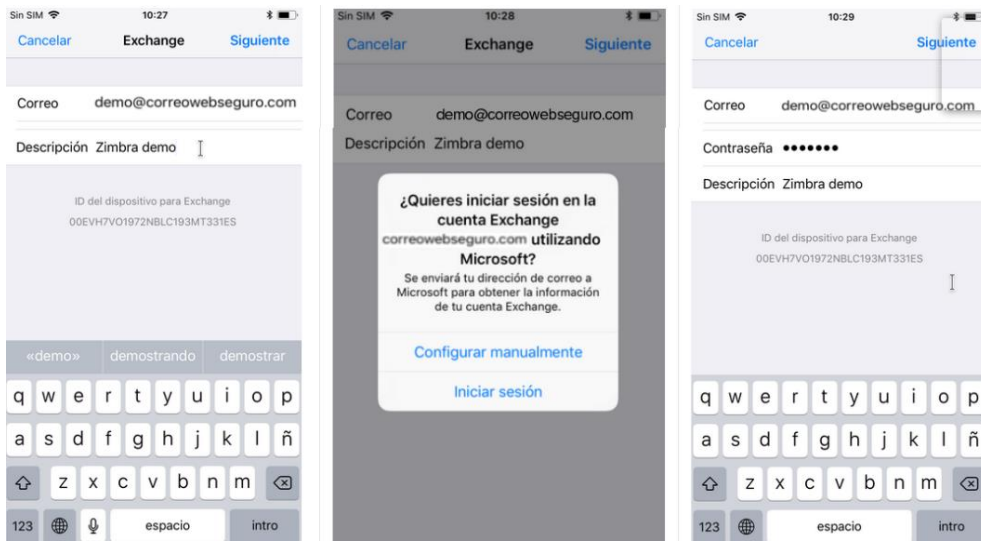 Sin SIM 10:27
Cancelar Exchange Siguiente
Correo demo@correowebseguro.com
Descripción Zimbra demo
ID del dispositivo para Exchange
00EVH7VO1972NBLC193MT331ES
«demo» demostrando demostrar
q w e r t y u i o p
a s d f g h j k l ñ
z x c v b n m
123 espacio intro
Sin SIM 10:28
Cancelar Exchange Siguiente
Correo demo@correowebseguro.com
Descripción Zimbra demo
¿Quieres iniciar sesión en la
cuenta Exchange
correowebseguro.com utilizando
Microsoft?
Se enviará tu dirección de correo a
Microsoft para obtener la información
de tu cuenta Exchange.
Configurar manualmente
Iniciar sesión
Sin SIM 10:29
Cancelar Siguiente
Correo demo@correowebseguro.com
Contraseña •••••••
Descripción Zimbra demo
ID del dispositivo para Exchange
00EVH7VO1972NBLC193MT331ES
q w e r t y u i o p
a s d f g h j k l ñ
z x c v b n m
123 espacio intro